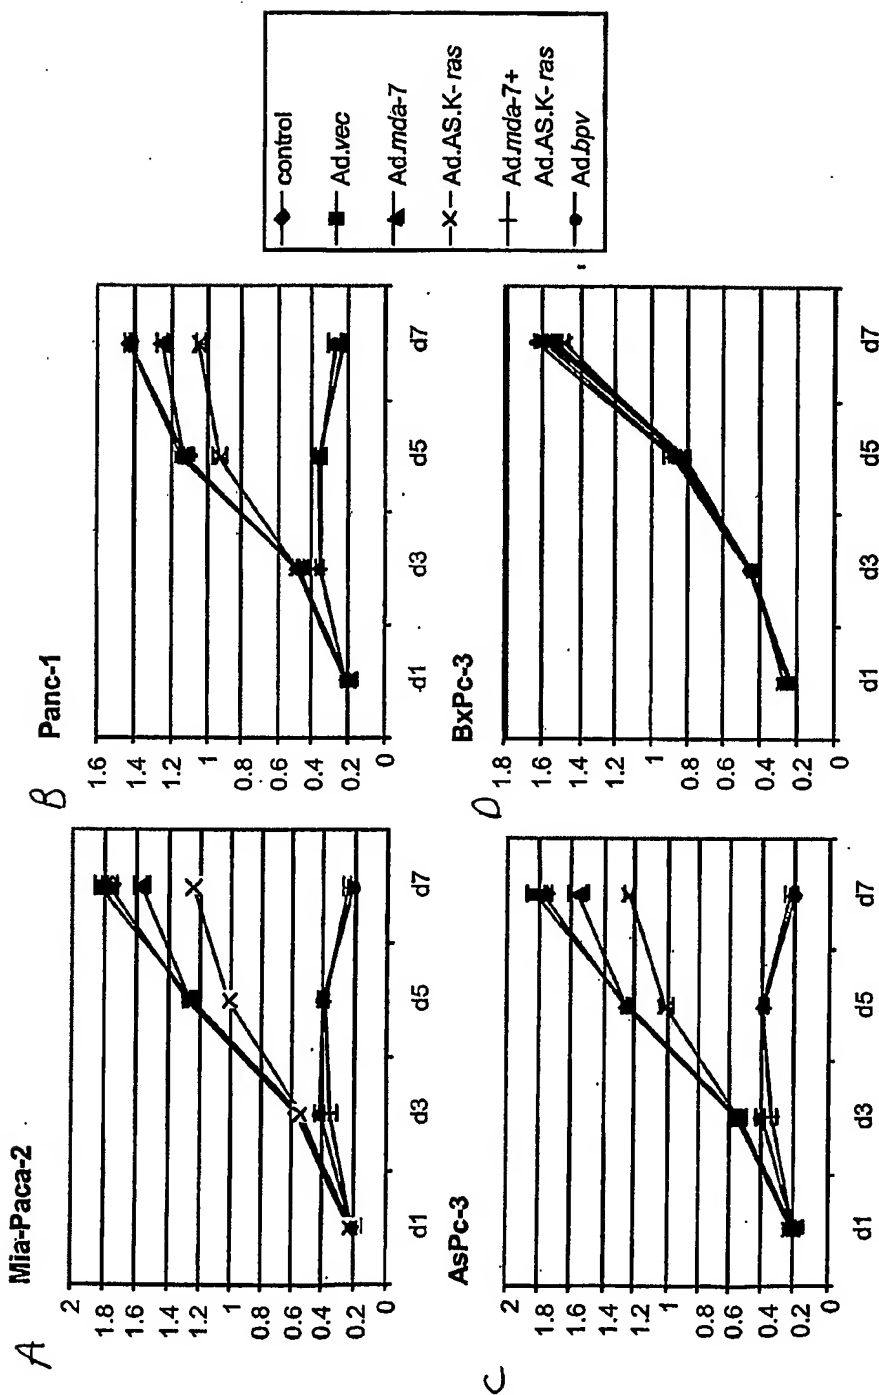 A
Mia-Paca-2
2
1.8
1.6
1.4
1.2
1
0.8
0.6
0.4
0.2
0
d1
d3
d5
d7
B
Panc-1
1.6
1.4
1.2
1
0.8
0.6
0.4
0.2
d1
d3
d5
d7
control
Ad.vec
Ad.mda-7
Ad.AS.K-ras
Ad.mda-7+
Ad.AS.K-ras
Ad.bpv
C
AsPc-3
2
1.8
1.6
1.4
1.2
1
0.8
0.6
0.4
0.2
0
d1
d3
d5
d7
D
BxPc-3
1.8
1.6
1.4
1.2
1
0.8
0.6
0.4
0.2
0
d1
d3
d5
d7